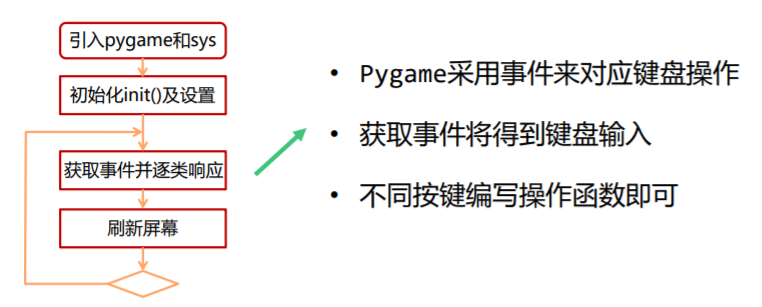 引入pygame和sys
初始化init()及设置
获取事件并逐类响应
刷新屏幕
• Pygame采用事件来对应键盘操作
• 获取事件将得到键盘输入
• 不同按键编写操作函数即可